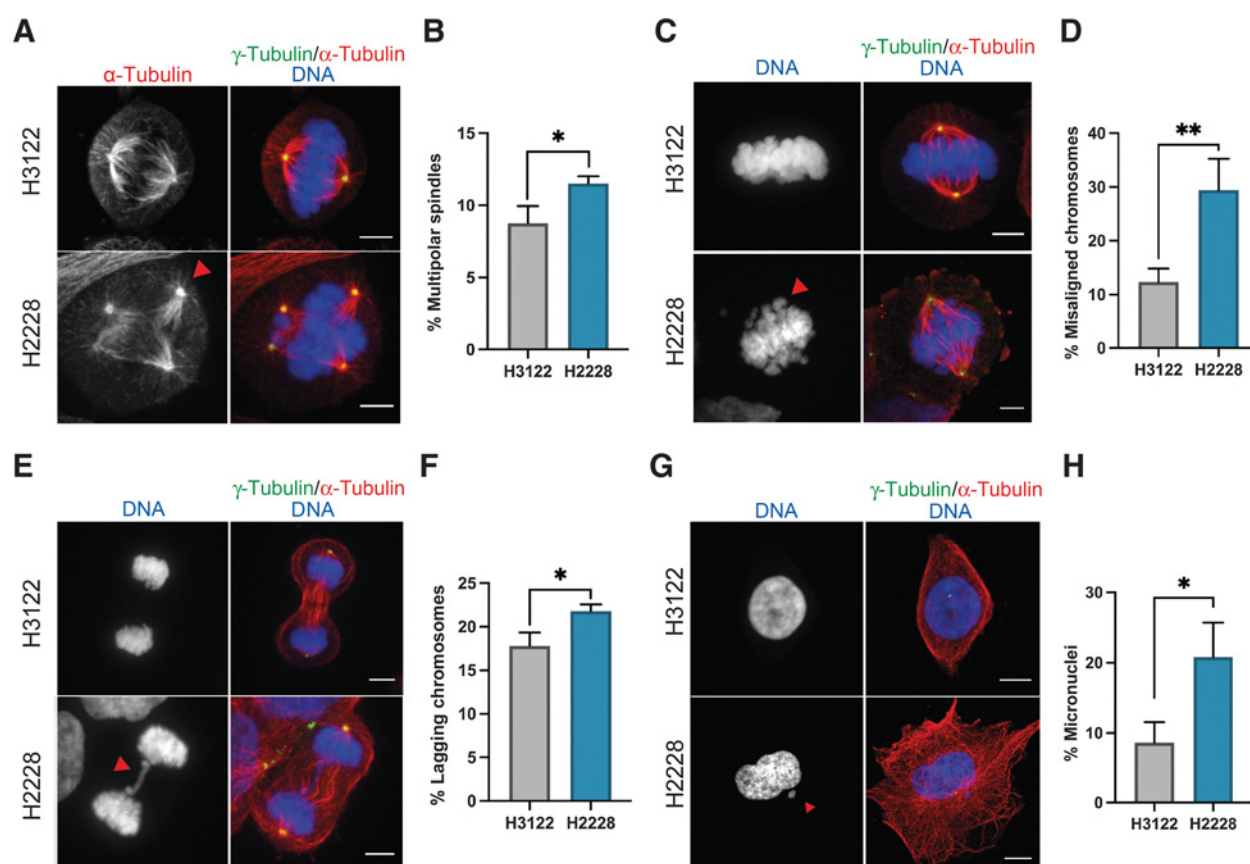 A
α-Tubulin
γ-Tubulin/α-Tubulin
DNA
H3122
H2228
B
% Multipolar spindles
15
10
5
0
*
H3122 H2228
C
DNA
γ-Tubulin/α-Tubulin
DNA
H3122
H2228
D
% Misaligned chromosomes
40
30
20
10
0
**
H3122 H2228
E
DNA
γ-Tubulin/α-Tubulin
DNA
H3122
H2228
F
% Lagging chromosomes
25
20
15
10
5
0
*
H3122 H2228
G
DNA
γ-Tubulin/α-Tubulin
DNA
H3122
H2228
H
% Micronuclei
30
20
10
0
*
H3122 H2228